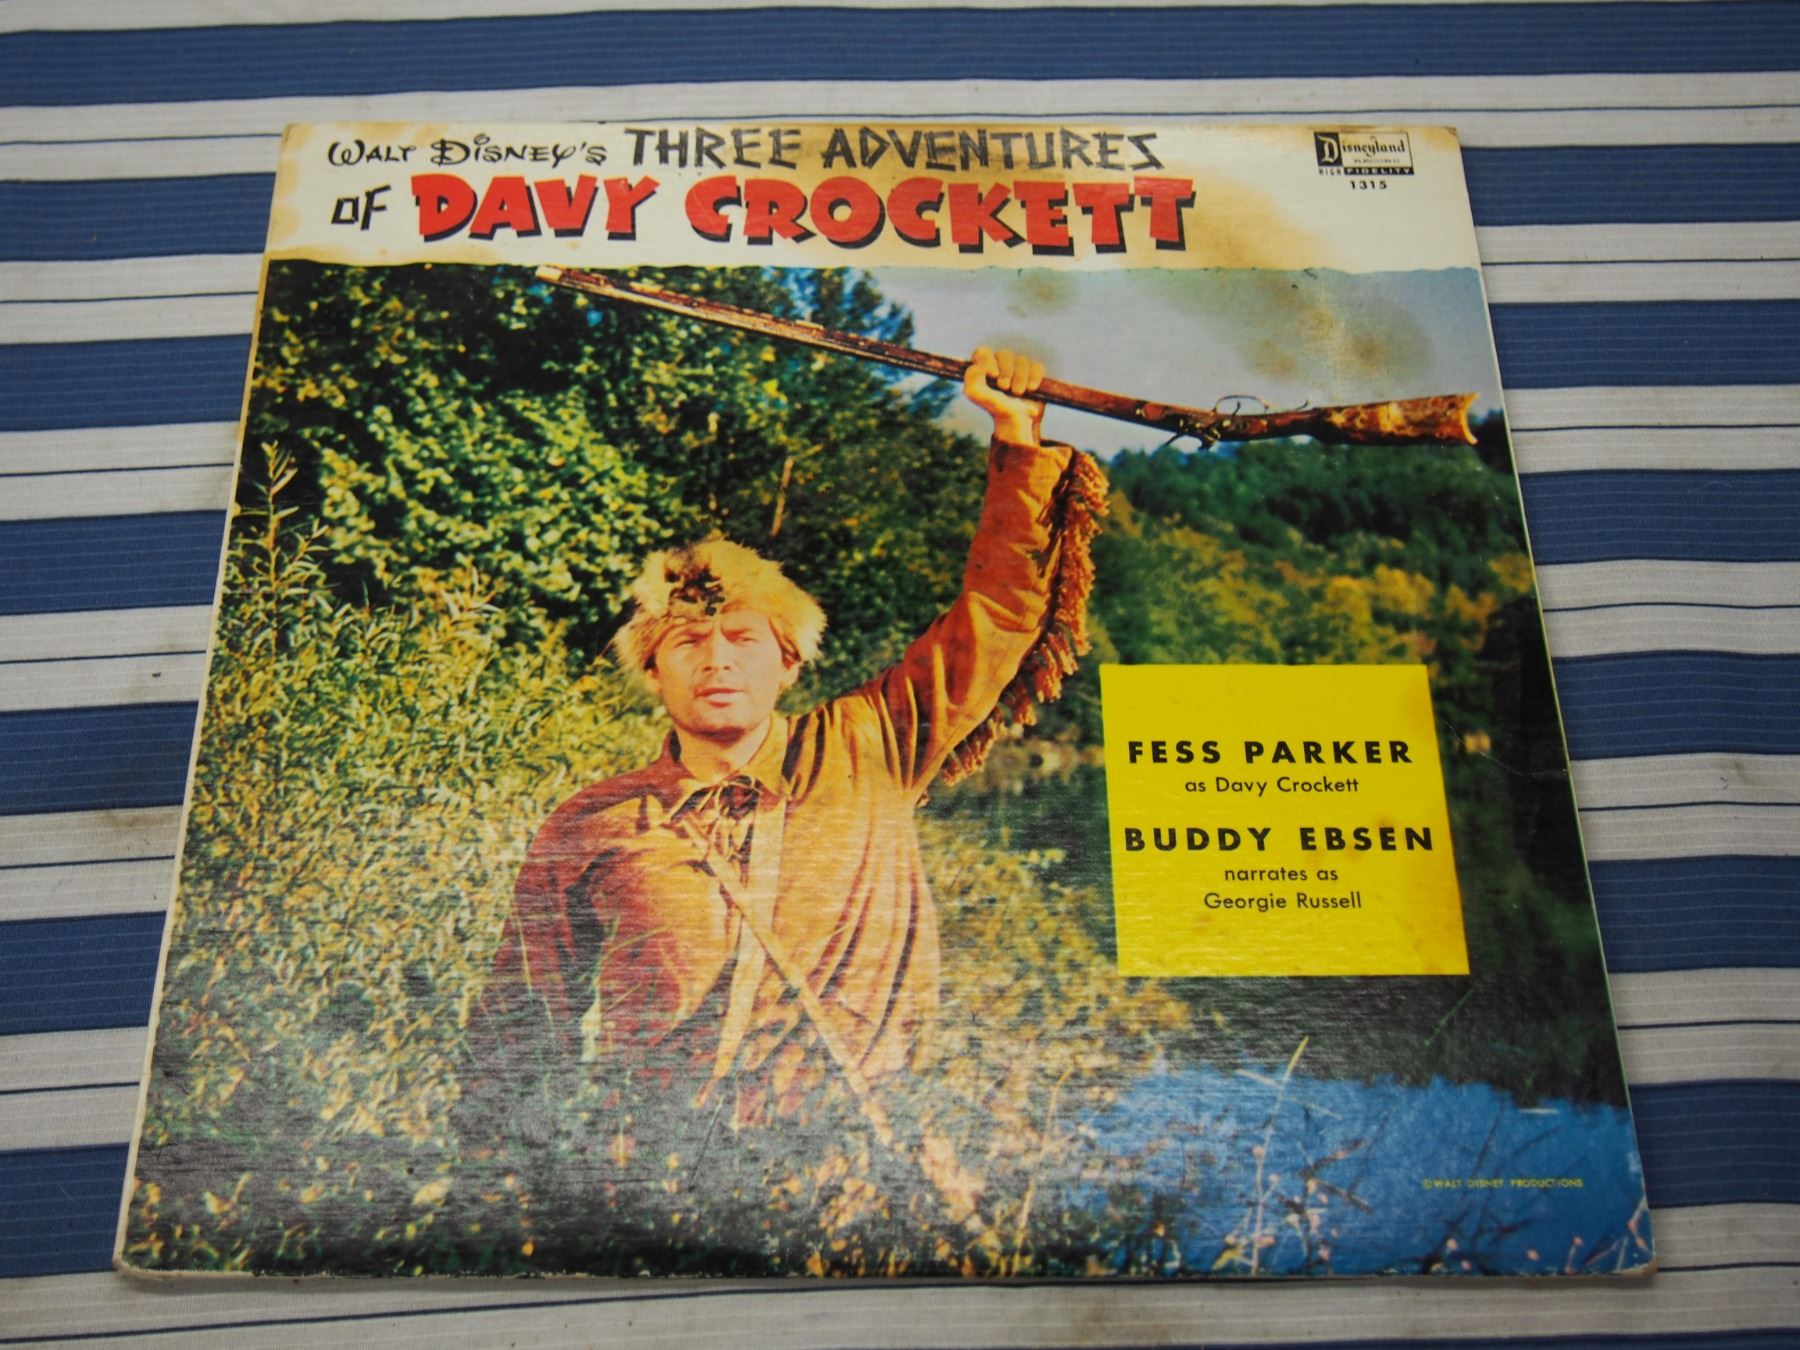 WALT DISNEY'S THREE ADVENTURES
OF DAVY CROCKETT
Disneyland
RECORD
HIGH FIDELITY
1315
FESS PARKER
as Davy Crockett
BUDDY EBSEN
narrates as
Georgie Russell
©WALT DISNEY PRODUCTIONS